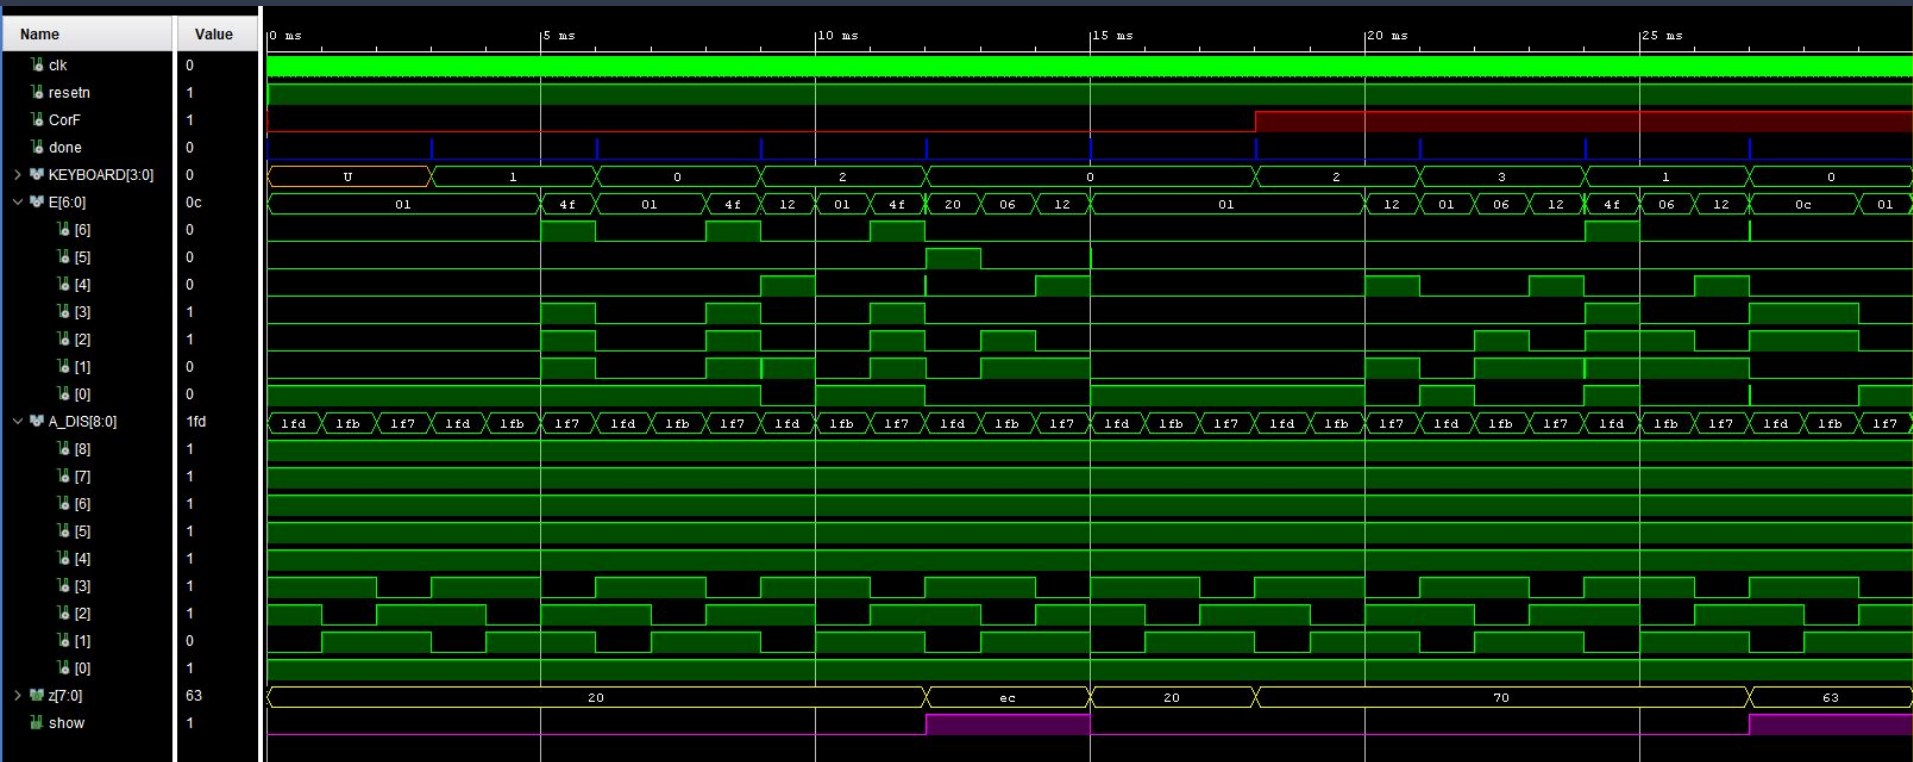 Name Value 0 ms 5 ms 10 ms 15 ms 20 ms 25 ms
clk 0
resetn 1
CorF 1
done 0
KEYBOARD[3:0] 0 U 1 0 2 0 2 3 1 0
E[6:0] 0c 01 4f 01 4f 12 01 4f 20 06 12 01 12 01 06 12 4f 06 12 0c 01
[6] 0
[5] 0
[4] 0
[3] 1
[2] 1
[1] 0
[0] 0
A_DIS[8:0] 1fd 1fd 1fb 1f7 1fd 1fb 1f7 1fd 1fb 1f7 1fd 1fb 1f7 1fd 1fb 1f7 1fd 1fb 1f7 1fd 1fb 1f7 1fd 1fb 1f7 1fd 1fb 1f7 1fd 1fb 1f7
[8] 1
[7] 1
[6] 1
[5] 1
[4] 1
[3] 1
[2] 1
[1] 0
[0] 1
z[7:0] 63 20 ec 20 70 63
show 1